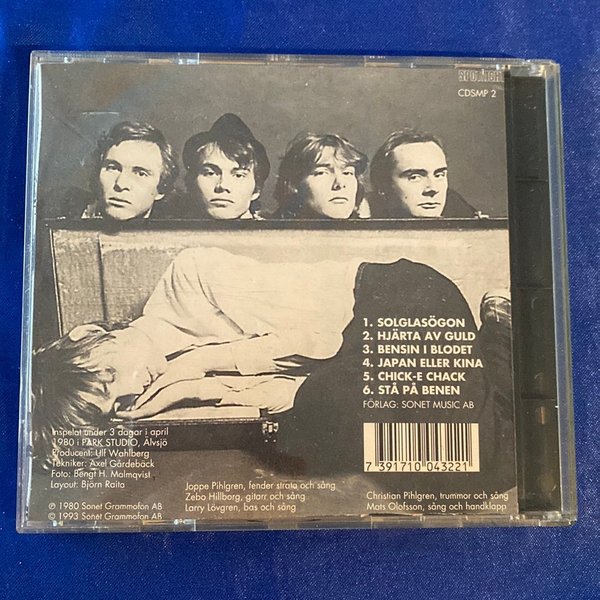 SPOTLIGHT
CDSMP 2
1. SOLGLASÖGON
2. HJÄRTA AV GULD
3. BENSIN I BLODET
4. JAPAN ELLER KINA
5. CHICK-E CHACK
6. STÅ PÅ BENEN
FÖRLAG: SONET MUSIC AB
7 391710 043221
Inspelat under 3 dagar i april
1980 i PARK STUDIO, Älvsjö
Producent: Ulf Wahlberg
Tekniker: Axel Gårdebäck
Foto: Bengt H. Malmqvist
Layout: Björn Raita
℗ 1980 Sonet Grammofon AB
© 1993 Sonet Grammofon AB
Joppe Pihlgren, fender strata och sång
Zebo Hillborg, gitarr och sång
Larry Lövgren, bas och sång
Christian Pihlgren, trummor och sång
Mats Olofsson, sång och handklapp